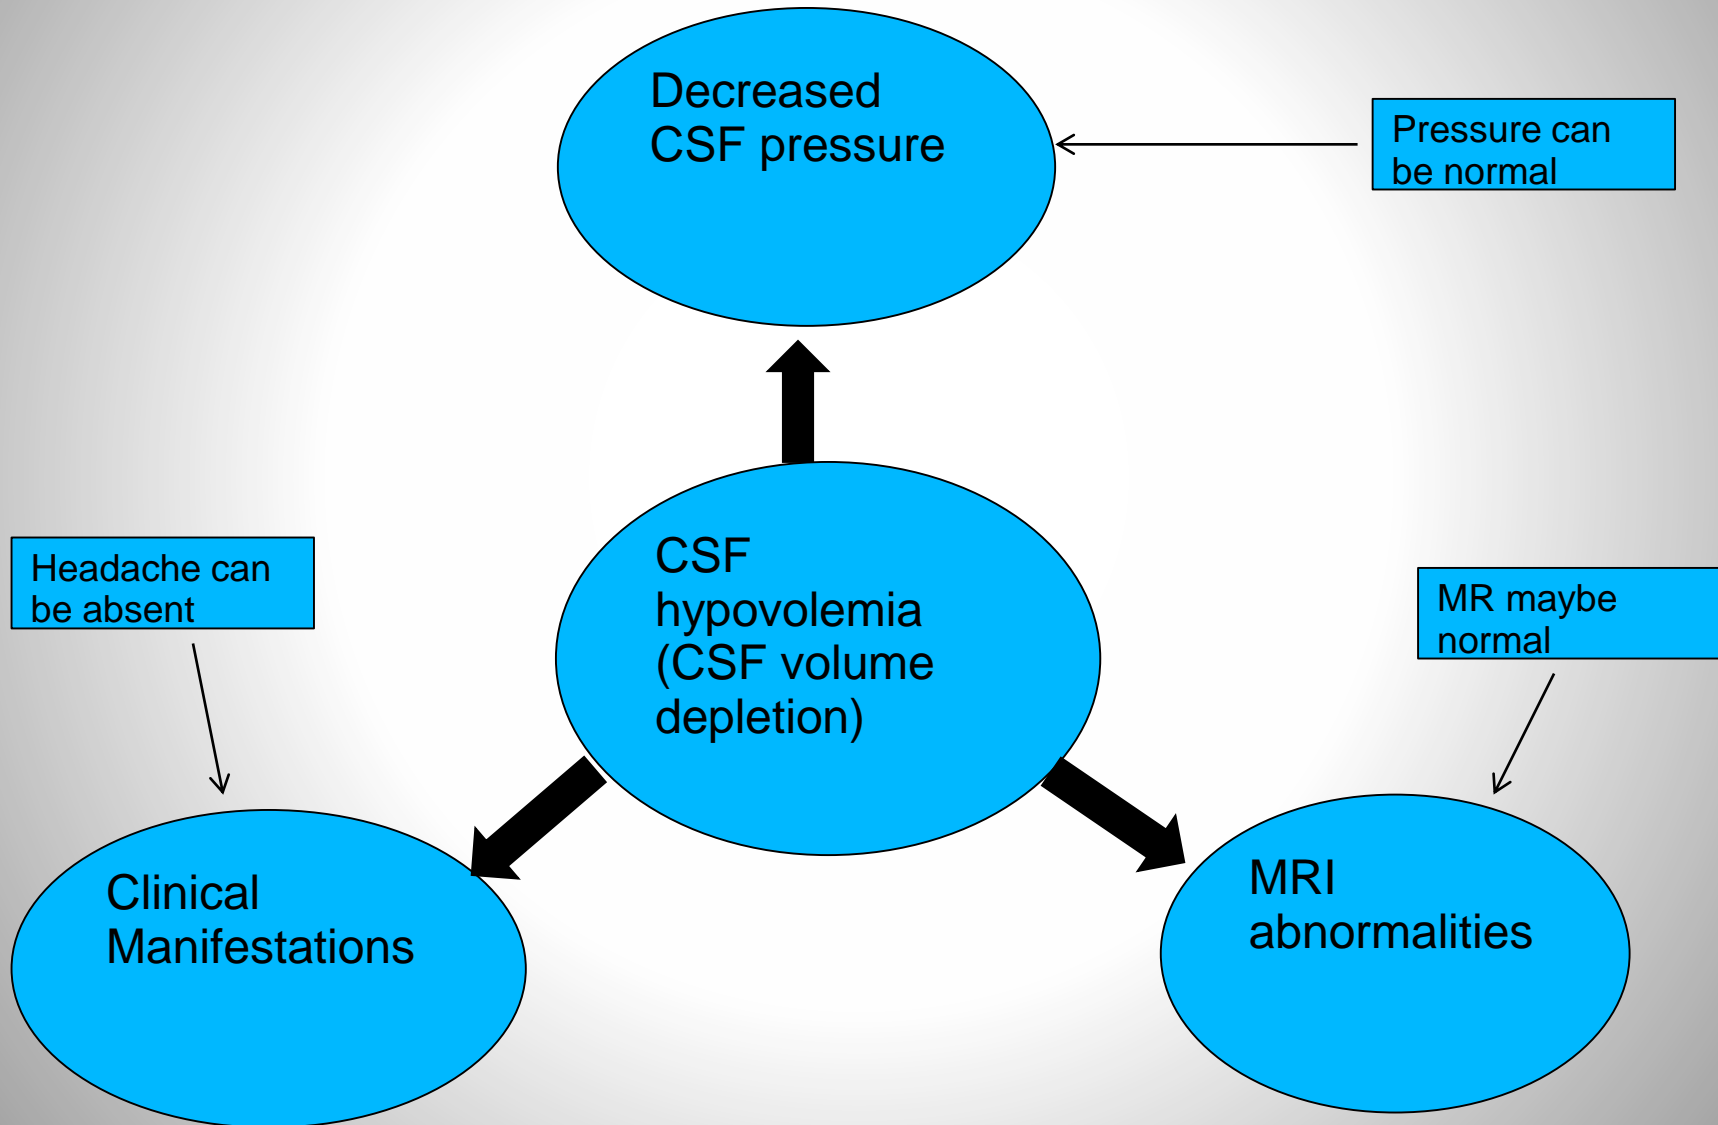 Decreased
CSF pressure
Pressure can
be normal
Headache can
be absent
CSF
hypovolemia
(CSF volume
depletion)
MR maybe
normal
Clinical
Manifestations
MRI
abnormalities